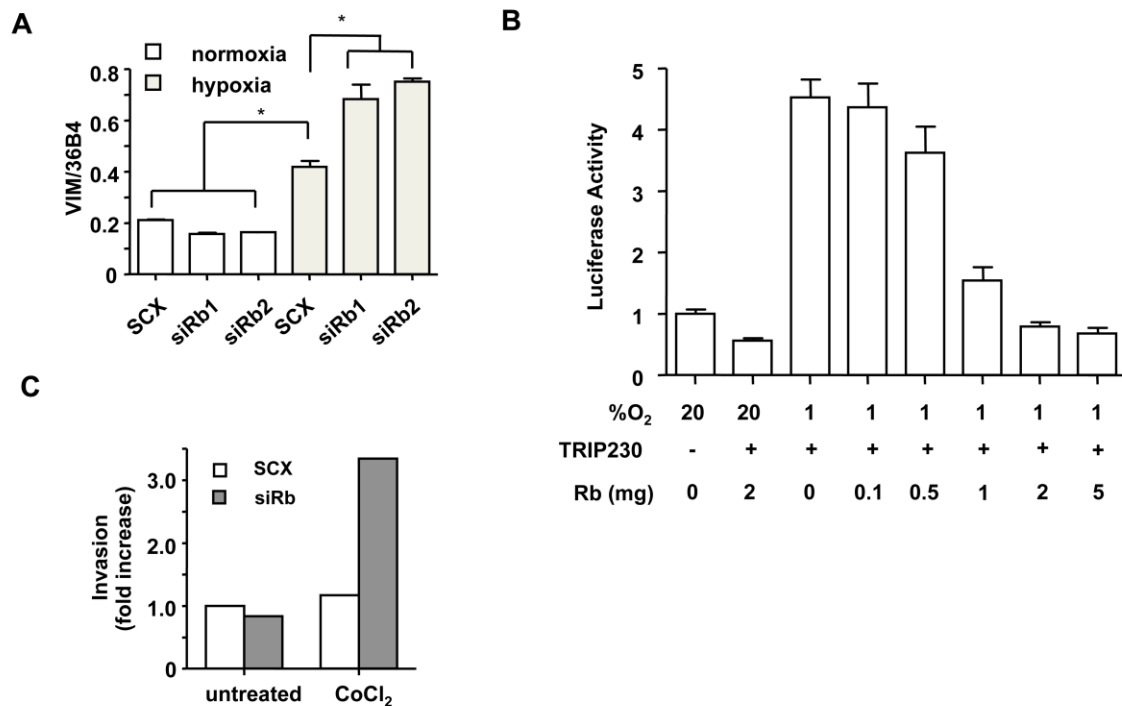 A
normoxia
hypoxia
*
*
0.8
0.6
0.4
0.2
0
VIM/36B4
SCX
siRb1
siRb2
SCX
siRb1
siRb2
B
5
4
3
2
1
0
Luciferase Activity
%O₂ 20 20 1 1 1 1 1 1
TRIP230 - + + + + + + +
Rb (mg) 0 2 0 0.1 0.5 1 2 5
C
SCX
siRb
3.0
2.0
1.0
0
Invasion
(fold increase)
untreated CoCl₂